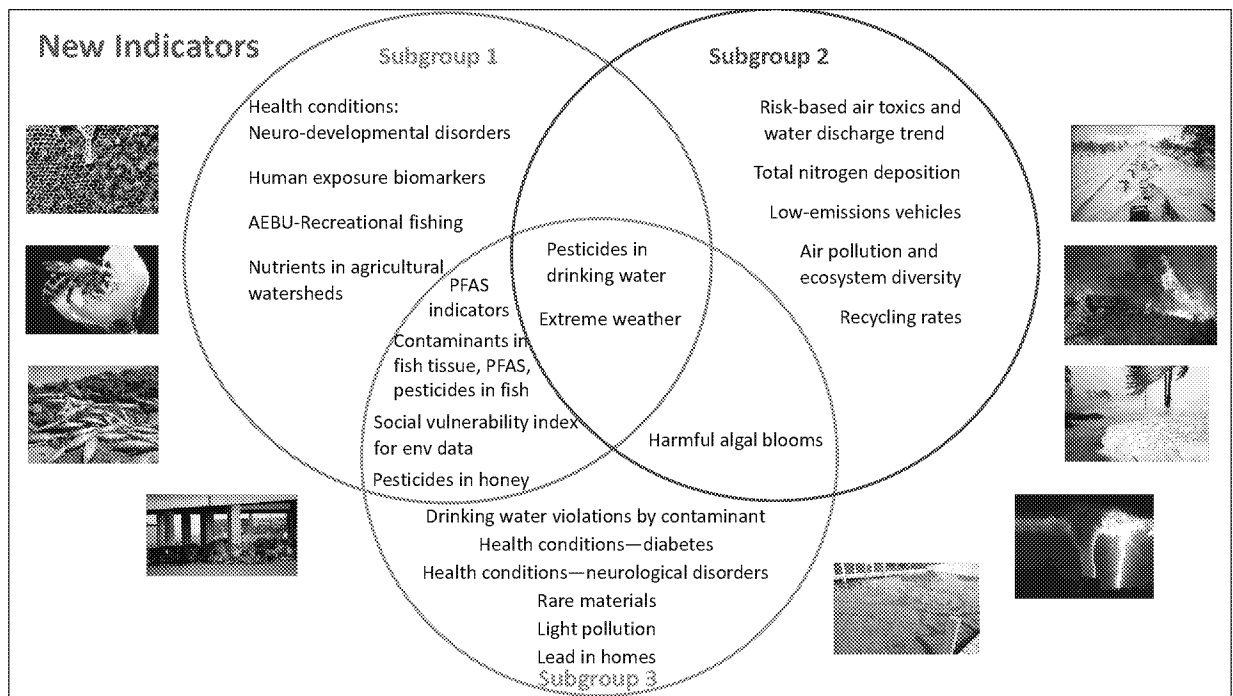 New Indicators
Subgroup 1
Health conditions:
Neuro-developmental disorders
Human exposure biomarkers
AEBU-Recreational fishing
Nutrients in agricultural
watersheds
Subgroup 2
Risk-based air toxics and
water discharge trend
Total nitrogen deposition
Low-emissions vehicles
Air pollution and
ecosystem diversity
Recycling rates
Pesticides in
drinking water
Extreme weather
PFAS
indicators
Contaminants in
fish tissue, PFAS,
pesticides in fish
Social vulnerability index
for env data
Pesticides in honey
Harmful algal blooms
Drinking water violations by contaminant
Health conditions—diabetes
Health conditions—neurological disorders
Rare materials
Light pollution
Lead in homes
Subgroup 3